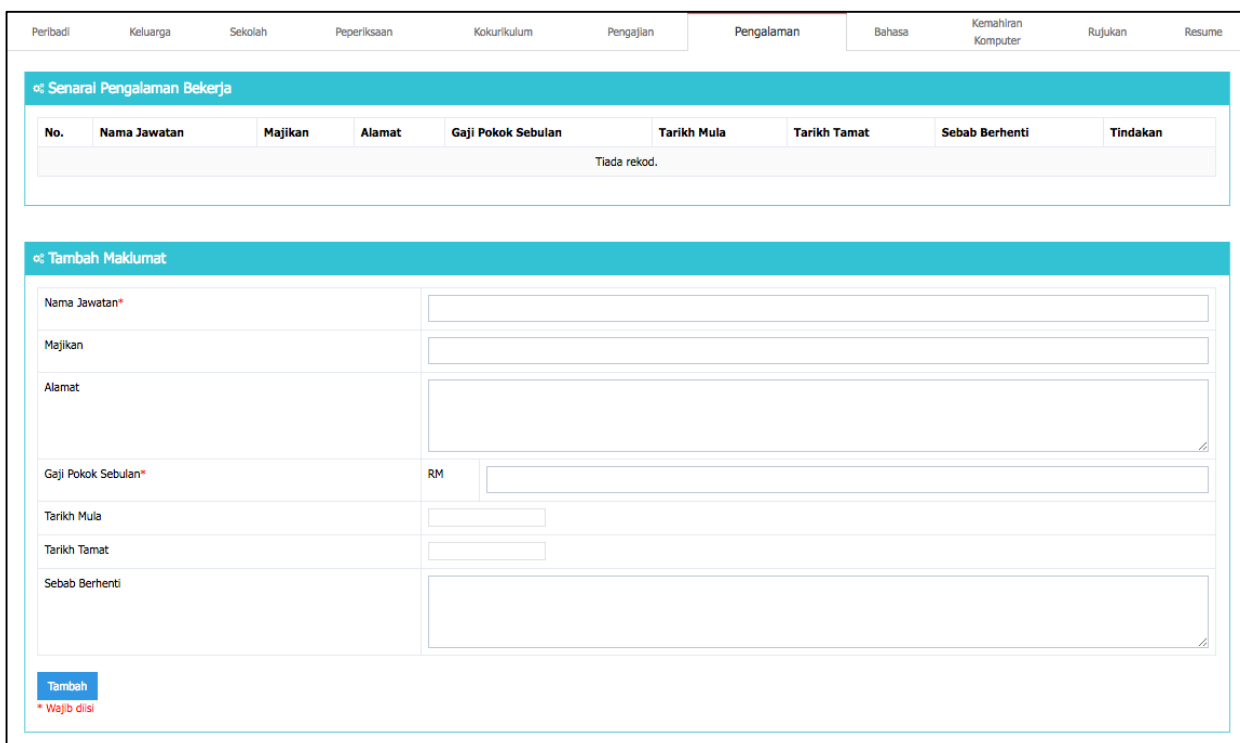 Peribadi Keluarga Sekolah Peperiksaan Kokurikulum Pengajian Pengalaman Bahasa Kemahiran Komputer Rujukan Resume
Senarai Pengalaman Bekerja
No. Nama Jawatan Majikan Alamat Gaji Pokok Sebulan Tarikh Mula Tarikh Tamat Sebab Berhenti Tindakan
Tiada rekod.
Tambah Maklumat
Nama Jawatan*
Majikan
Alamat
Gaji Pokok Sebulan* RM
Tarikh Mula
Tarikh Tamat
Sebab Berhenti
Tambah
* Wajib diisi